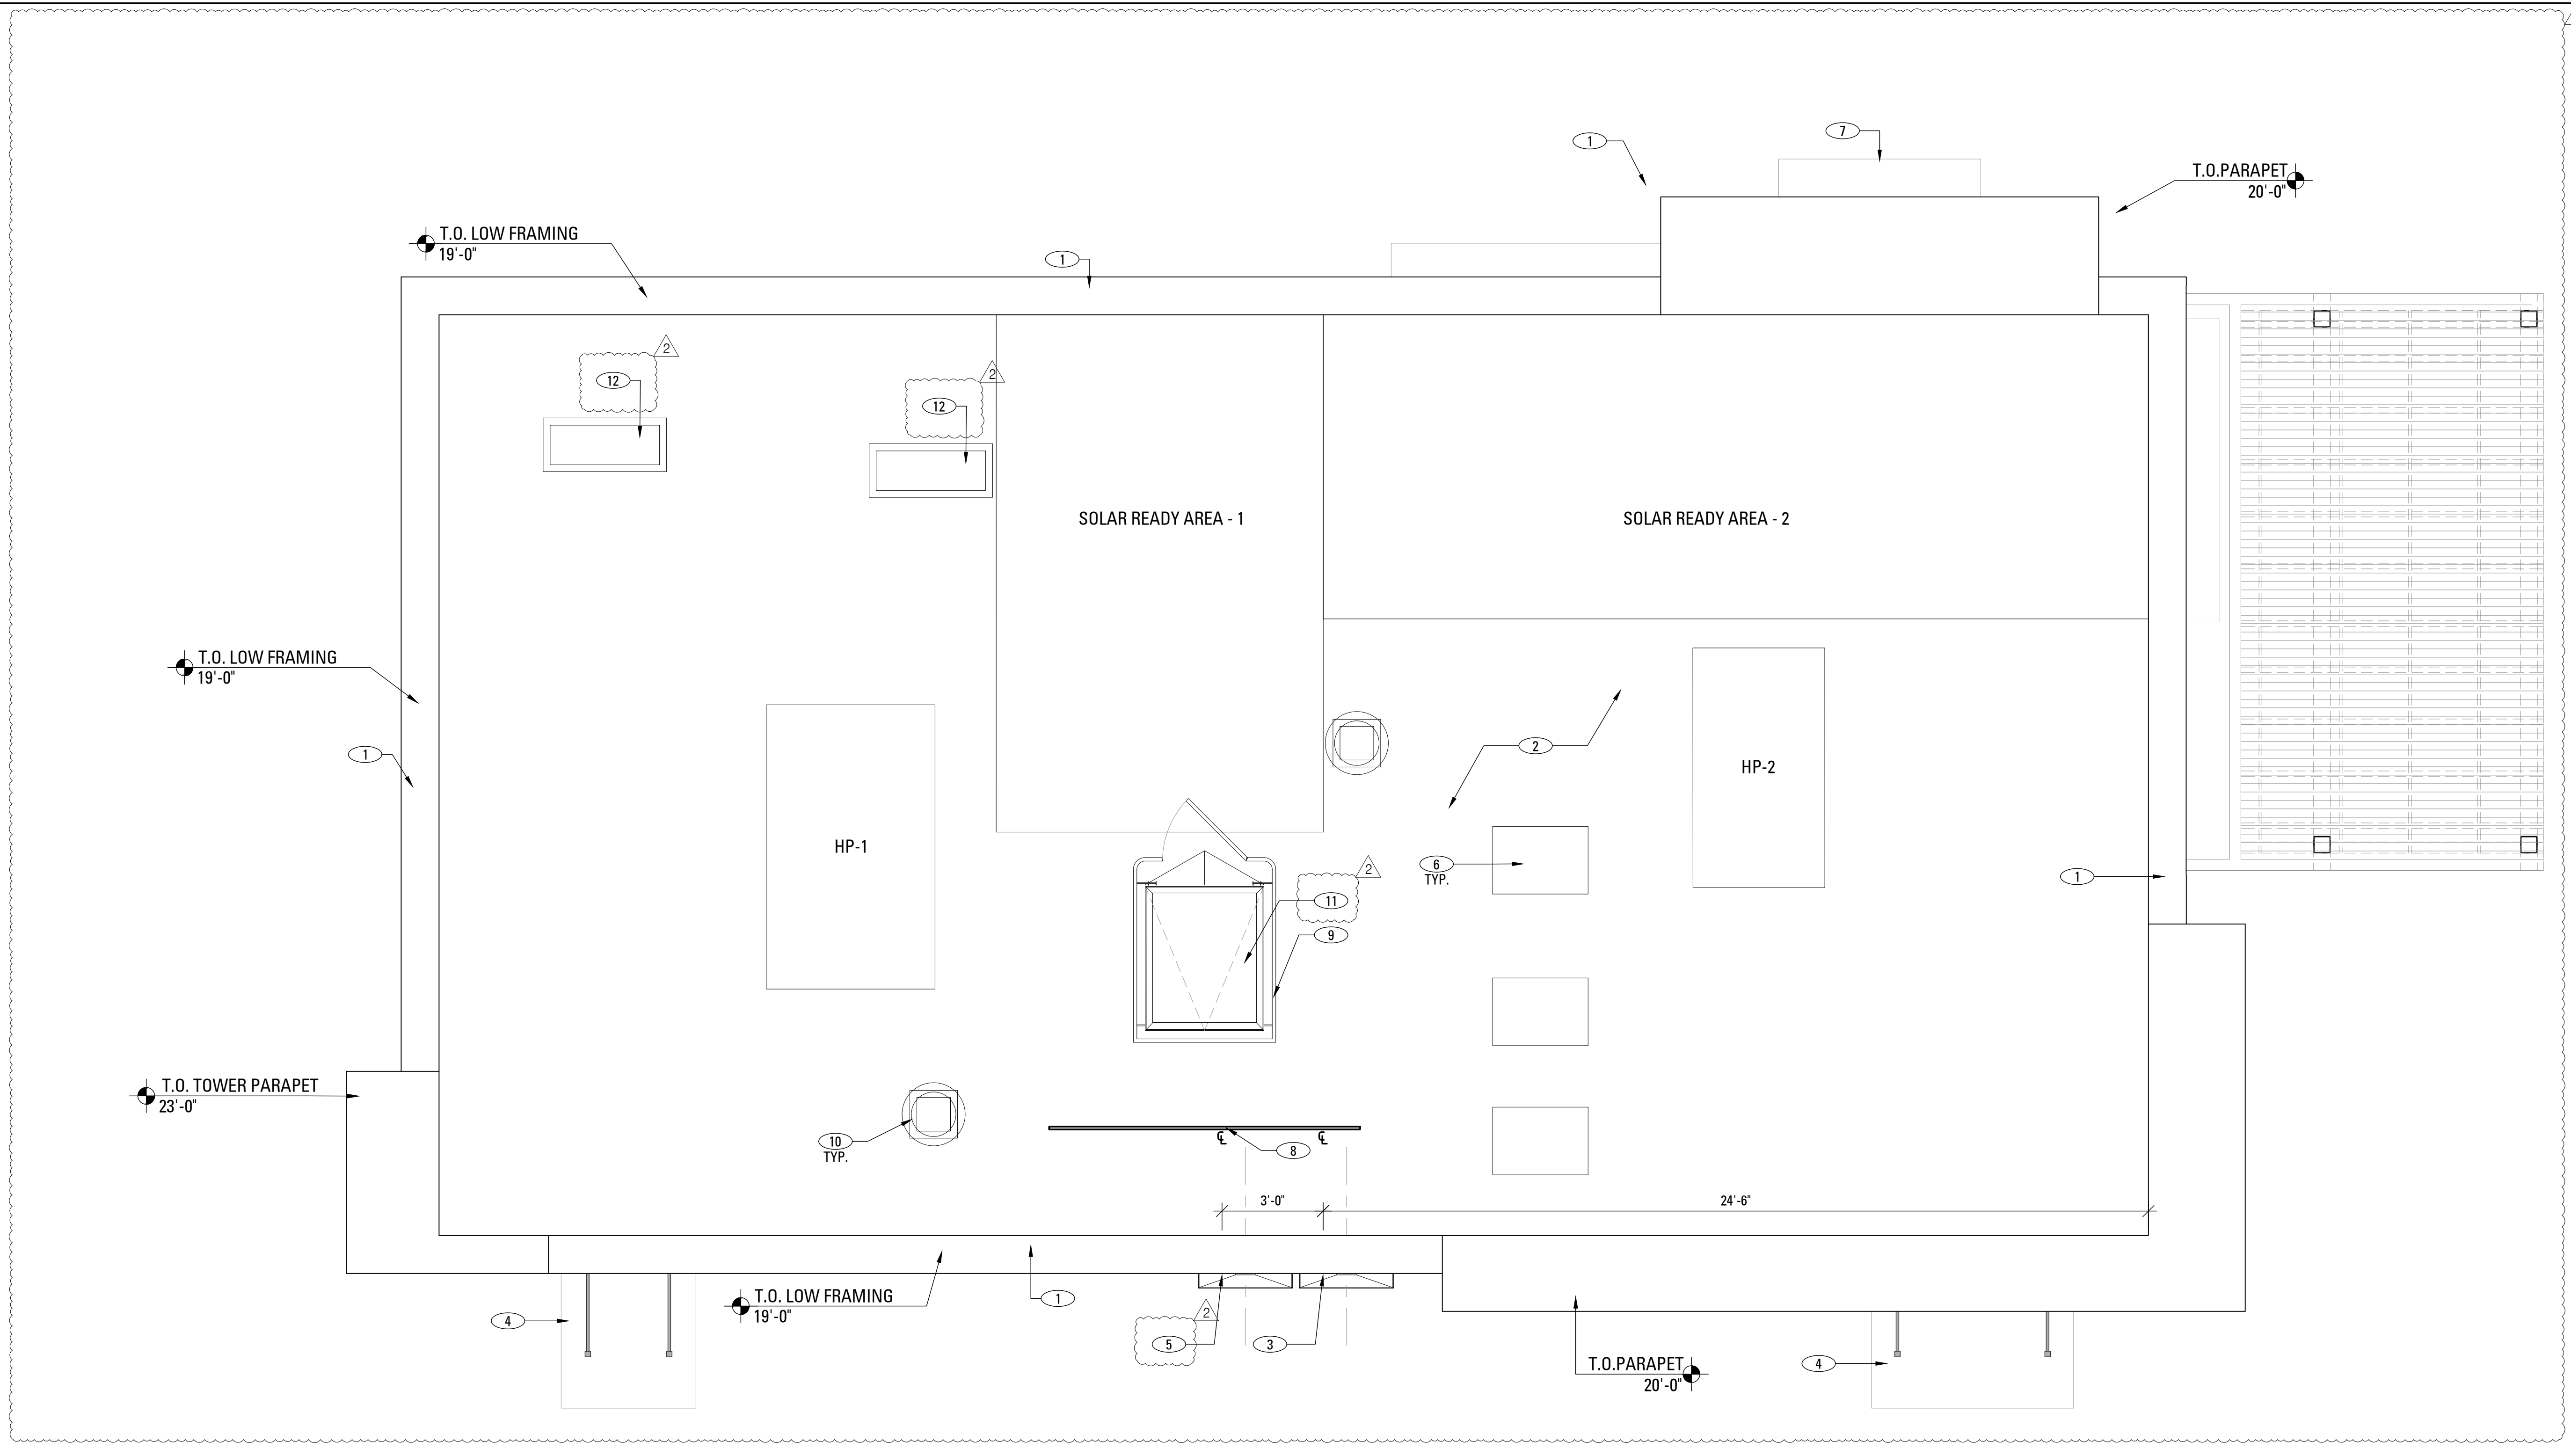 7
1
T.O.PARAPET
20'-0"
T.O. LOW FRAMING
19'-0"
1
2
12
2
12
SOLAR READY AREA - 1
SOLAR READY AREA - 2
T.O. LOW FRAMING
19'-0"
1
2
HP-2
HP-1
6
TYP.
2
11
9
1
T.O. TOWER PARAPET
23'-0"
10
TYP.
℄
℄
8
3'-0"
24'-6"
T.O. LOW FRAMING
19'-0"
1
4
2
5
3
T.O.PARAPET
20'-0"
4